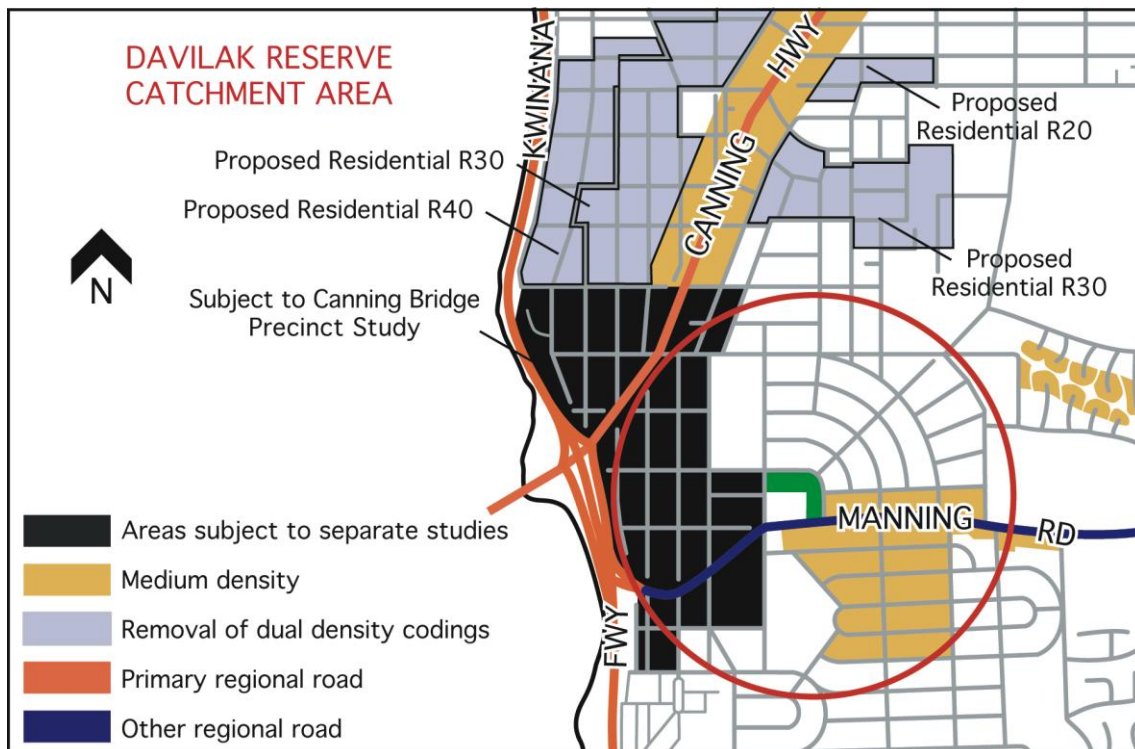 DAVILAK RESERVE
CATCHMENT AREA
KWINANA
HWY
CANNING
Proposed
Residential R20
Proposed Residential R30
Proposed Residential R40
N
Proposed
Residential R30
Subject to Canning Bridge
Precinct Study
MANNING
RD
FWY
Areas subject to separate studies
Medium density
Removal of dual density codings
Primary regional road
Other regional road